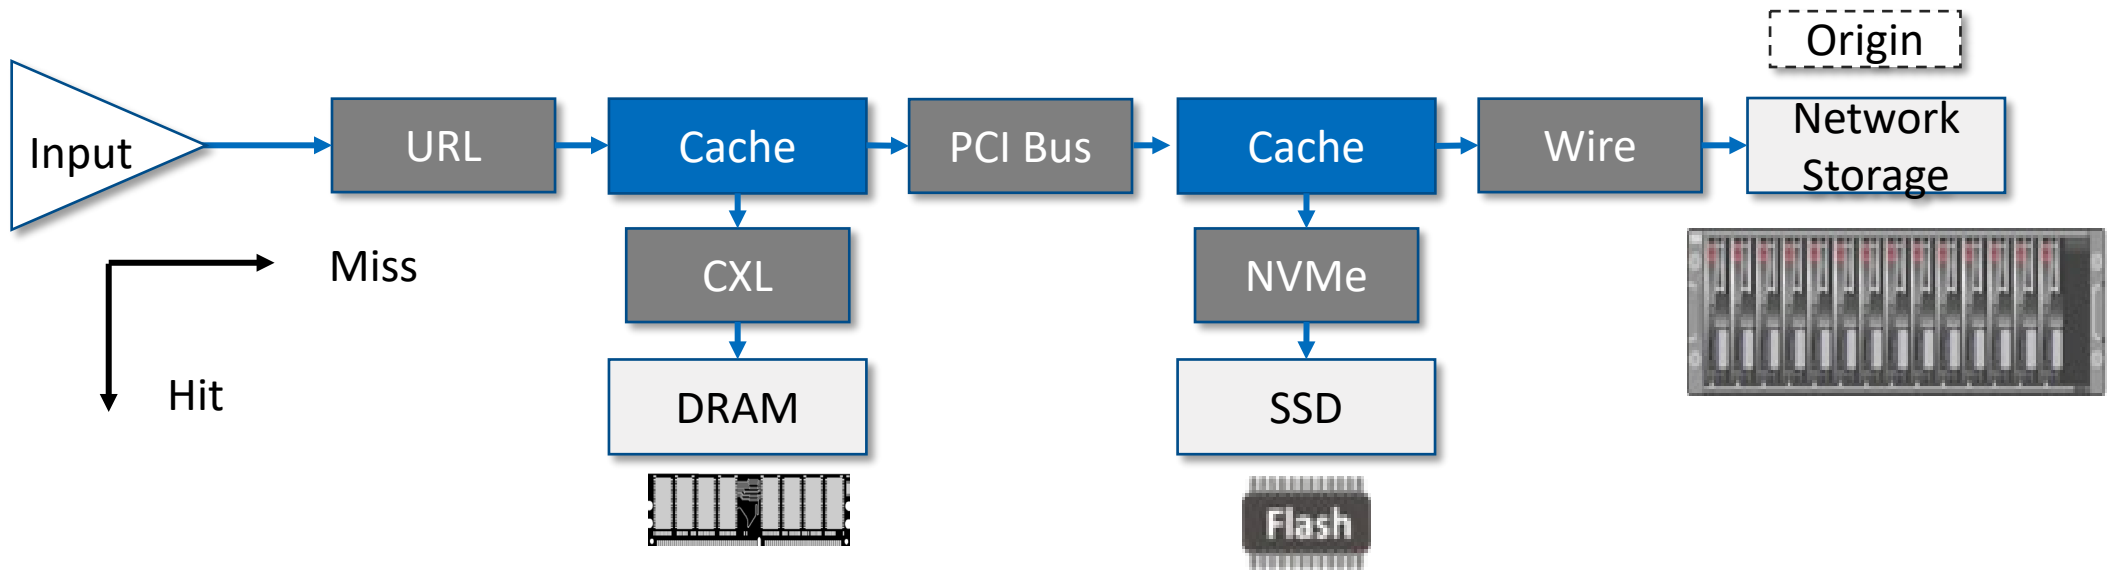 Origin
Input
URL
Cache
PCI Bus
Cache
Wire
Network
Storage
Miss
CXL
NVMe
Hit
DRAM
SSD
Flash